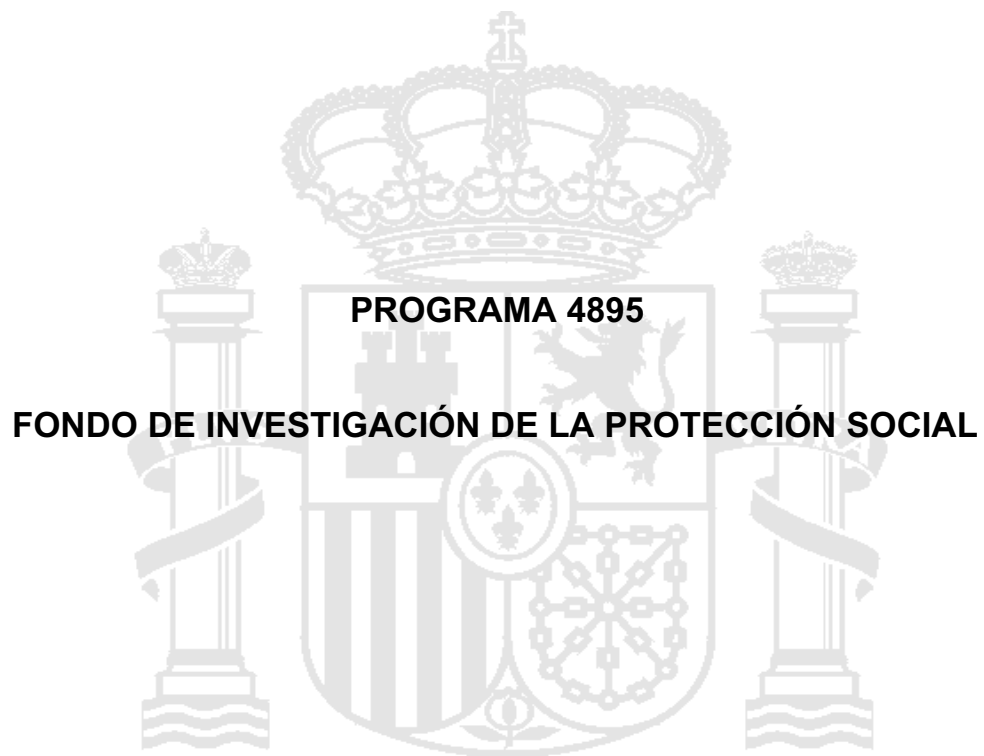 PROGRAMA 4895
FONDO DE INVESTIGACIÓN DE LA PROTECCIÓN SOCIAL